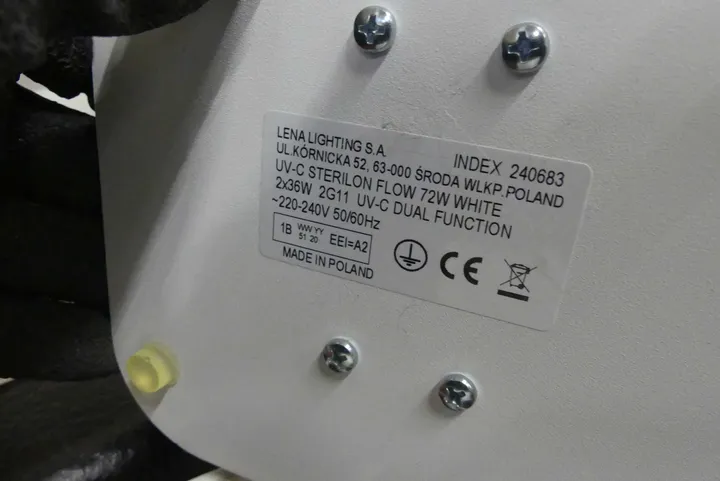 LENA LIGHTING S.A. INDEX 240683
UL.KÓRNICKA 52, 63-000 ŚRODA WLKP. POLAND
UV-C STERILON FLOW 72W WHITE
2x36W 2G11 UV-C DUAL FUNCTION
~220-240V 50/60Hz
1B WW YY EEI=A2
51 20
MADE IN POLAND CE